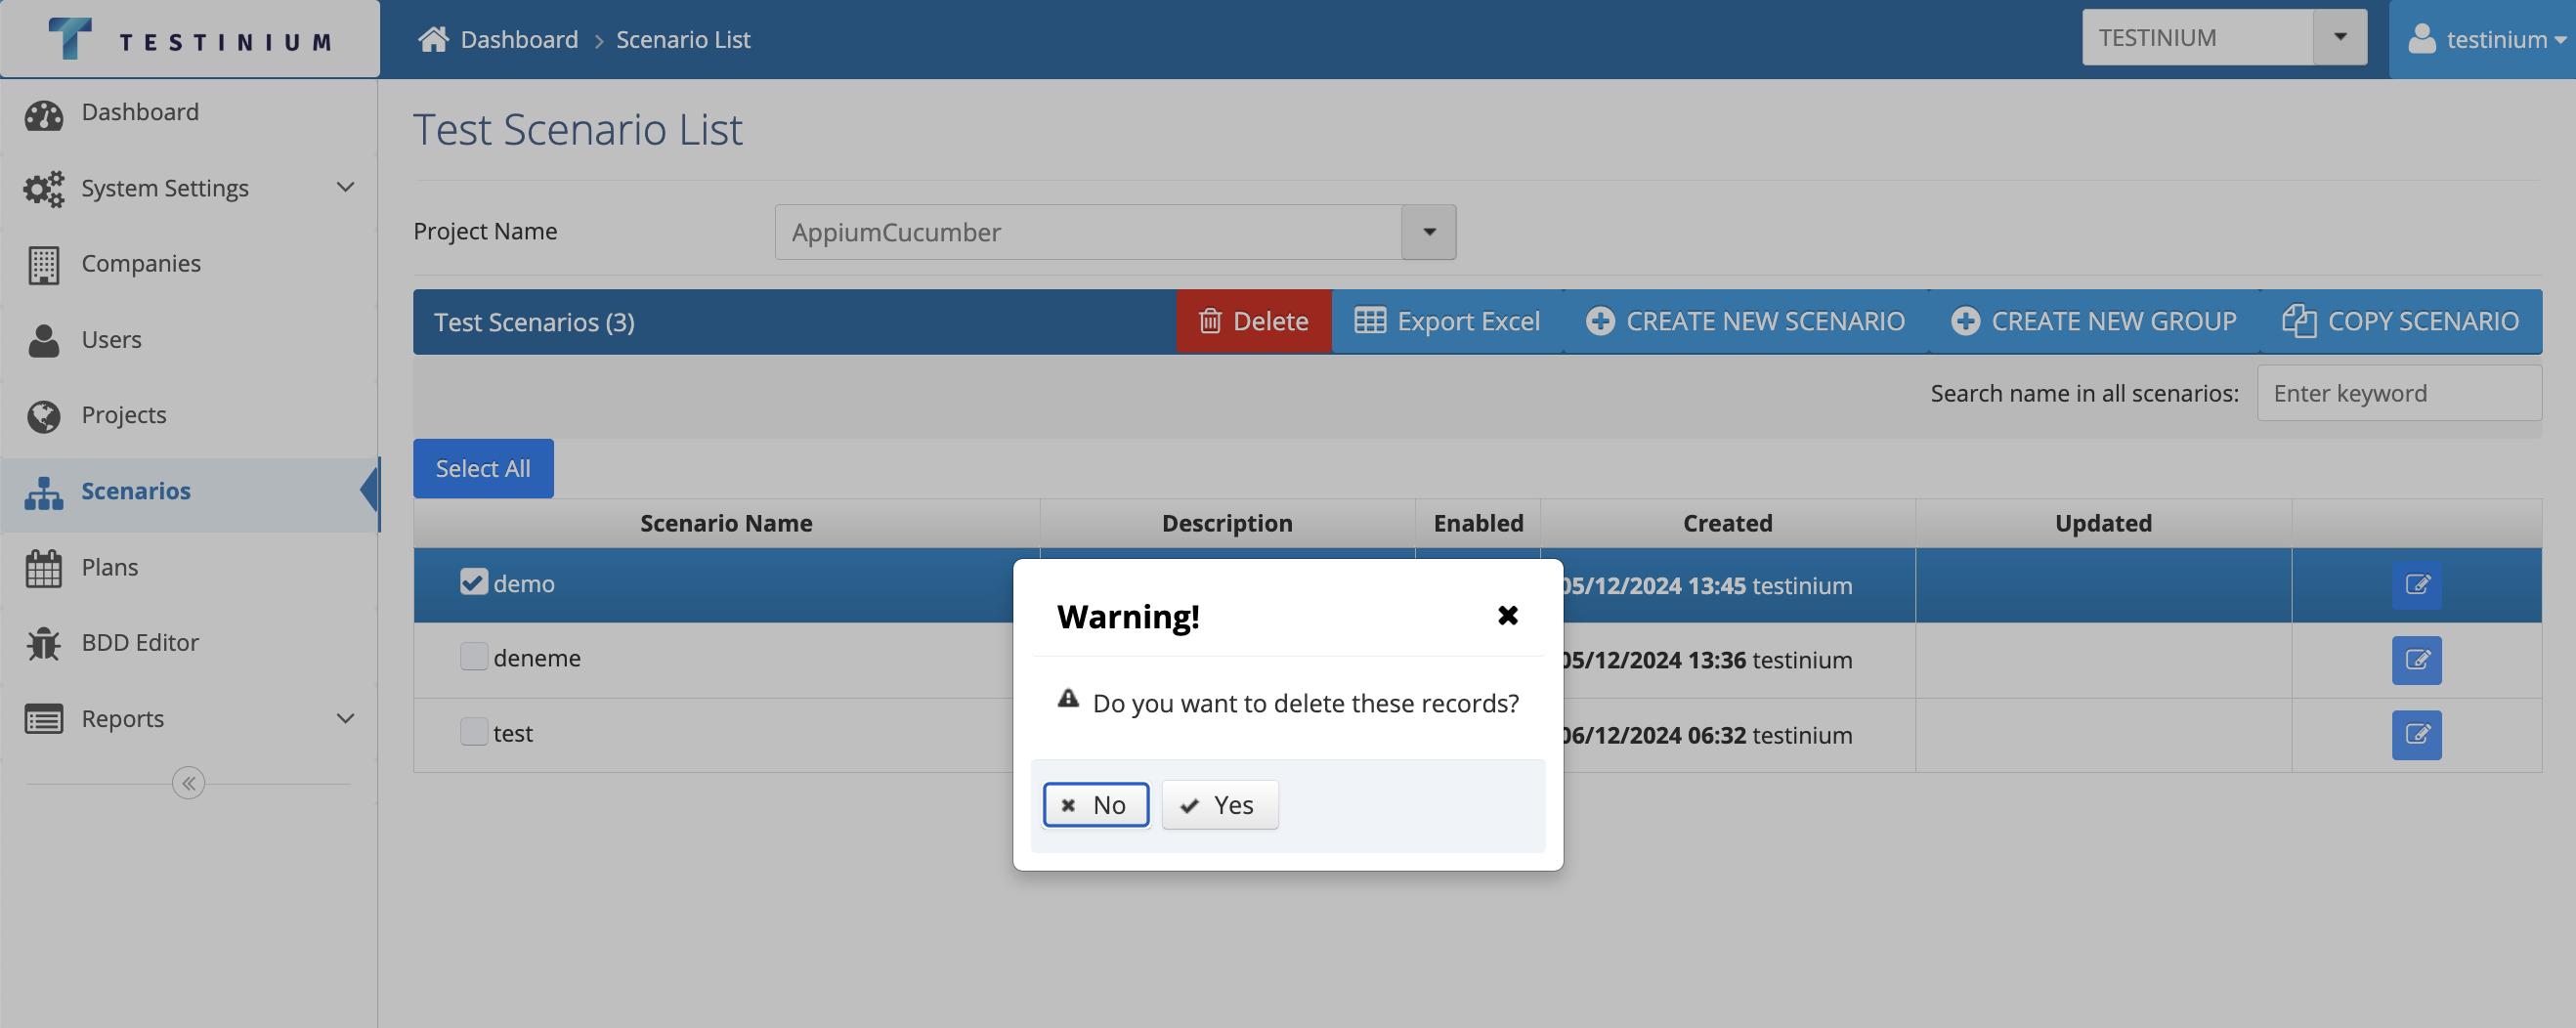 TESTINIUM
Dashboard > Scenario List
TESTINIUM
testinium
Dashboard
System Settings
Companies
Users
Projects
Scenarios
Plans
BDD Editor
Reports
Test Scenario List
Project Name
AppiumCucumber
Test Scenarios (3)
Delete
Export Excel
CREATE NEW SCENARIO
CREATE NEW GROUP
COPY SCENARIO
Search name in all scenarios:
Enter keyword
Select All
Scenario Name Description Enabled Created Updated
demo 05/12/2024 13:45 testinium
deneme 05/12/2024 13:36 testinium
test 06/12/2024 06:32 testinium
Warning!
Do you want to delete these records?
No
Yes